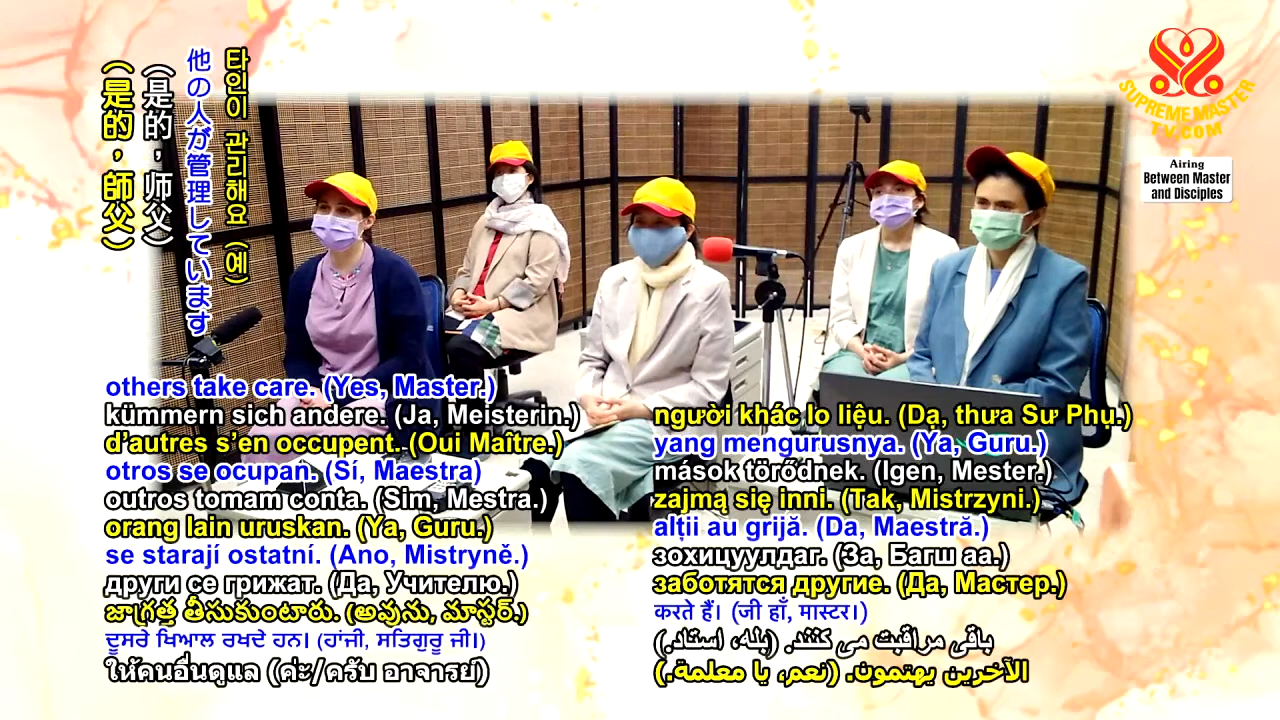 타인이 관리해요 (예)
他の人が管理しています
(是的，师父)
(是的，師父)
SUPREME MASTER
TV.COM
Airing
Between Master
and Disciples
others take care. (Yes, Master.)
kümmern sich andere. (Ja, Meisterin.)
d’autres s’en occupent. (Oui Maître.)
otros se ocupan. (Sí, Maestra)
outros tomam conta. (Sim, Mestra.)
orang lain uruskan. (Ya, Guru.)
se starají ostatní. (Ano, Mistryně.)
други се грижат. (Да, Учителю.)
జాగ్రత్త తీసుకుంటారు. (అవును, మాస్టర్.)
ਦੂਸਰੇ ਖਿਆਲ ਰਖਦੇ ਹਨ। (ਹਾਂਜੀ, ਸਤਿਗੁਰੂ ਜੀ।)
ให้คนอื่นดูแล (ค่ะ/ครับ อาจารย์)
người khác lo liệu. (Dạ, thưa Sư Phụ.)
yang mengurusnya. (Ya, Guru.)
mások törődnek. (Igen, Mester.)
zajmą się inni. (Tak, Mistrzyni.)
alții au grijă. (Da, Maestră.)
зохицуулдаг. (За, Багш аа.)
заботятся другие. (Да, Мастер.)
करते हैं। (जी हाँ, मास्टर।)
باقی مراقبت می کنند. (بله، استاد.)
الآخرين يهتمون. (نعم، يا معلمة.)